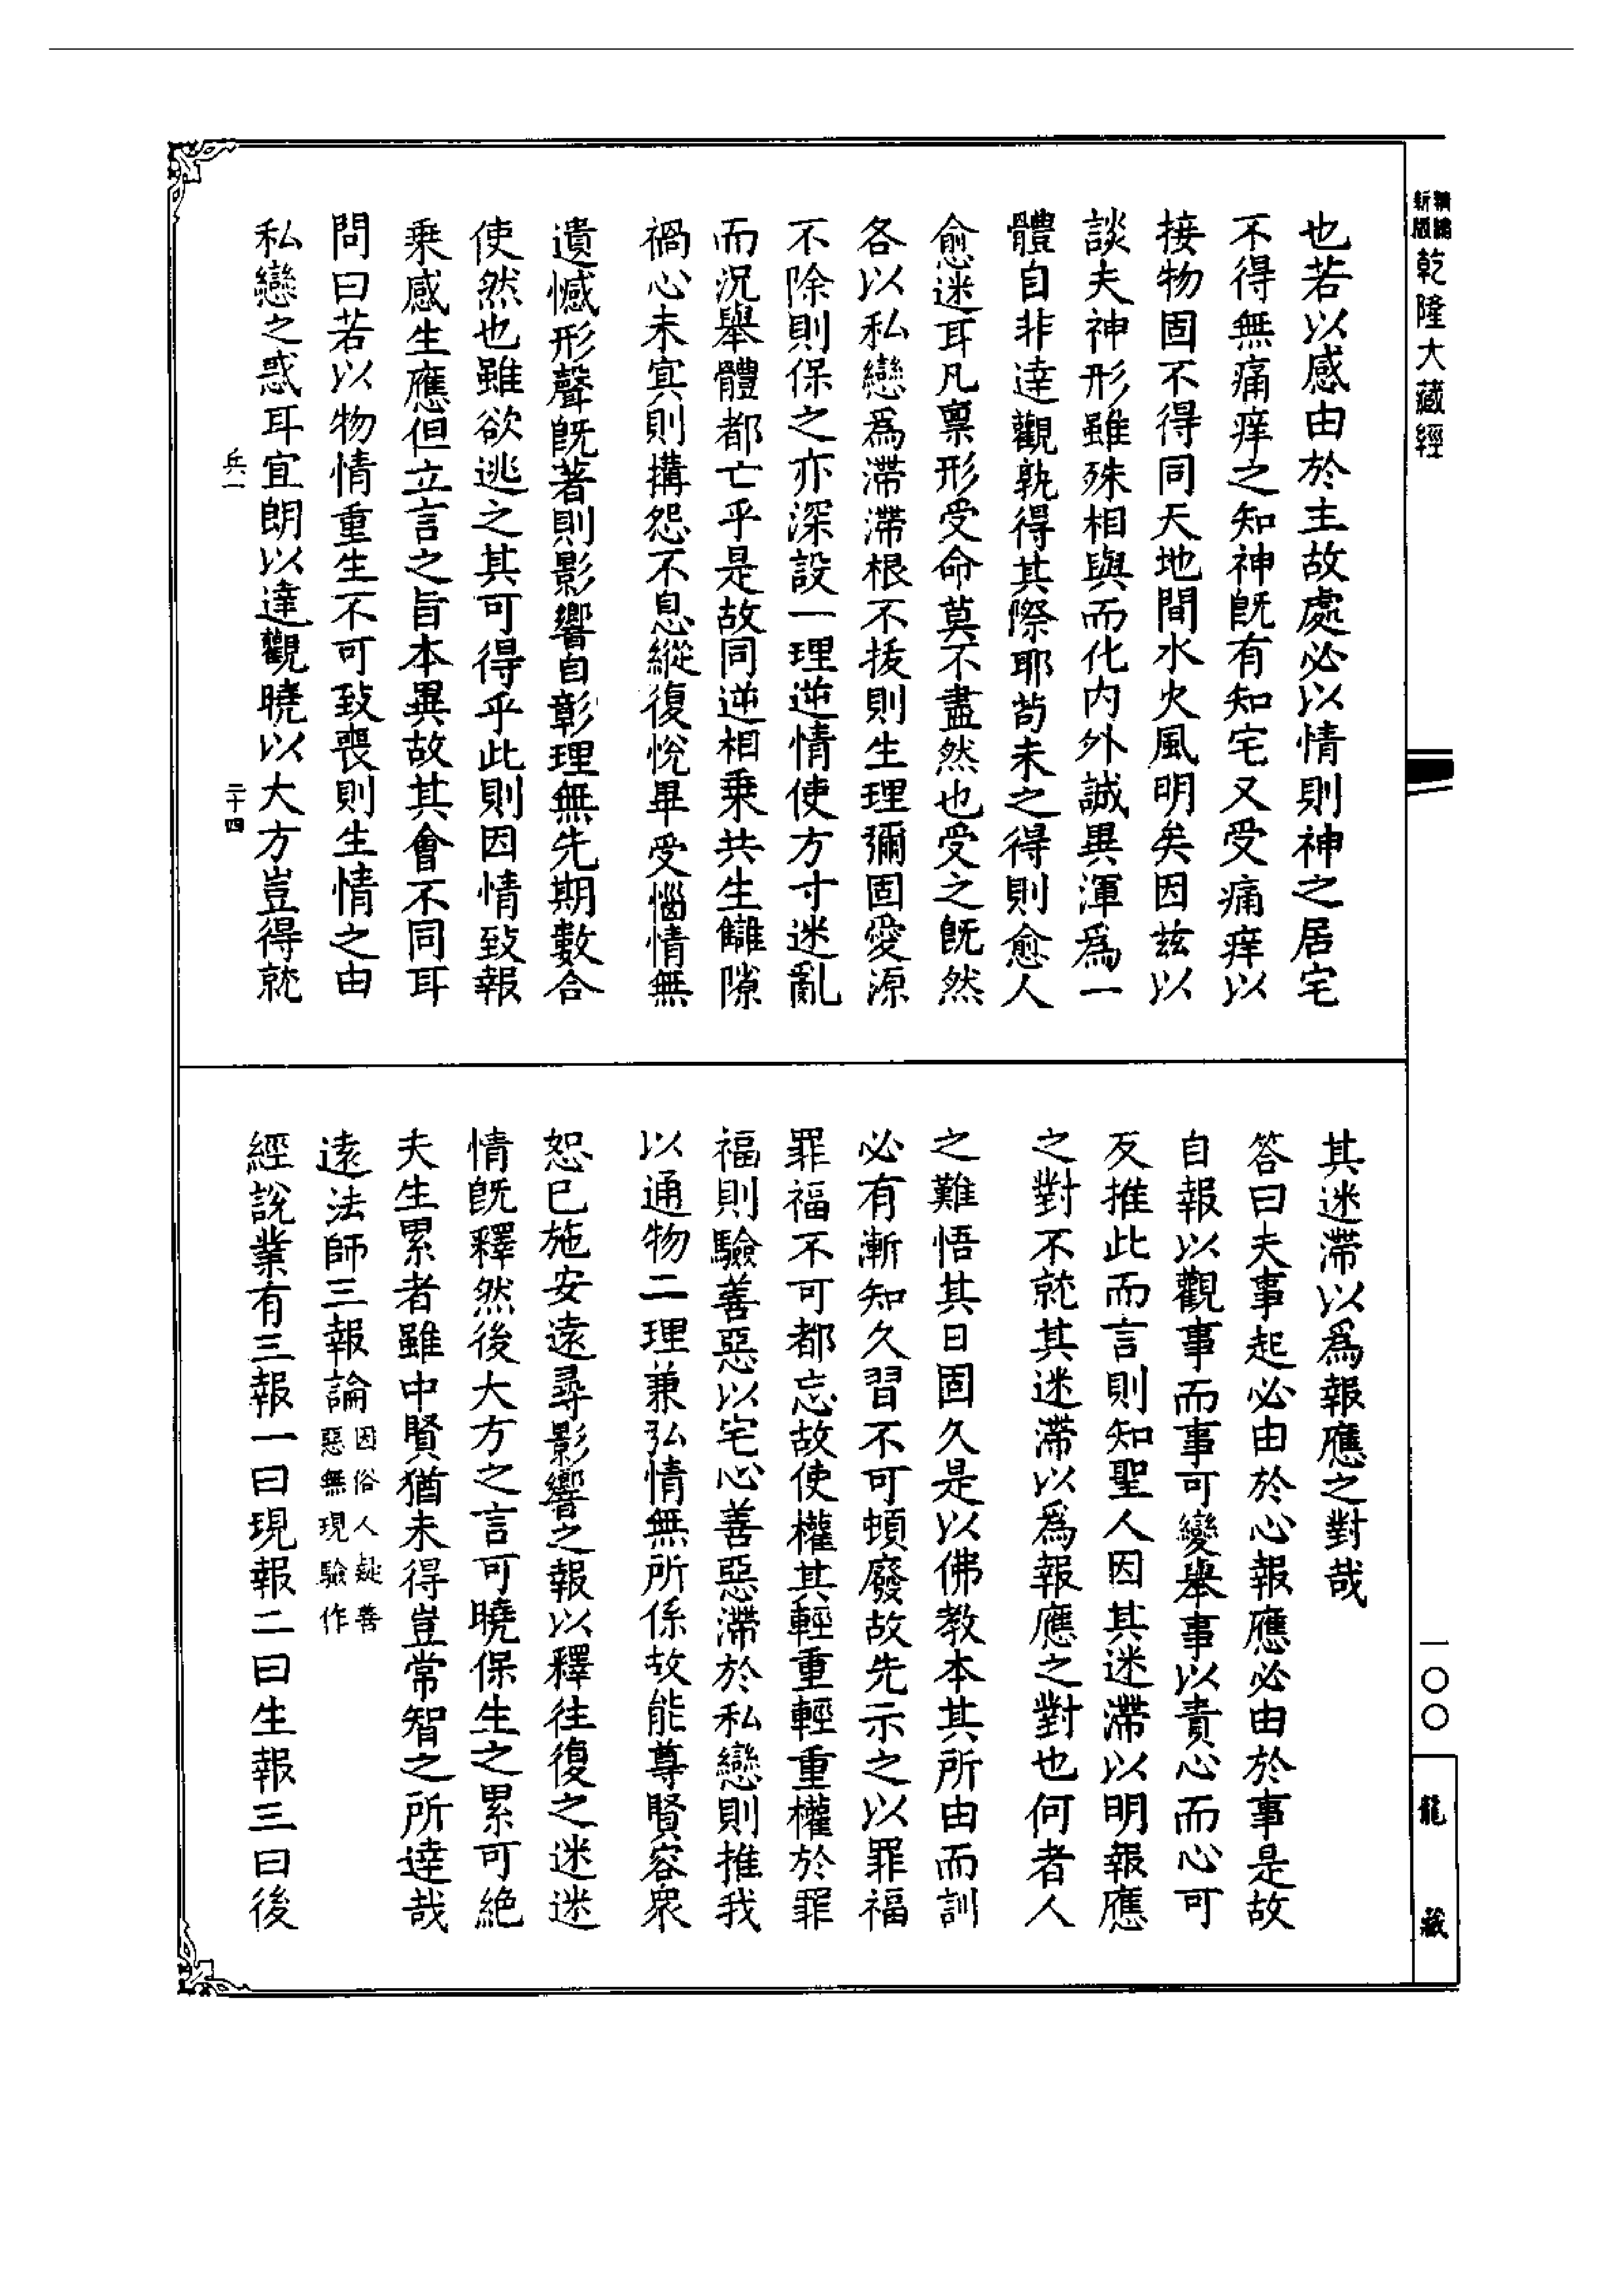 新版精縮乾隆大藏經
一〇〇
龍藏
也若以感由於主故處必以情則神之居宅
不得無痛痒之知神旣有知宅又受痛痒以
接物固不得同天地間水火風明矣因茲以
談夫神形雖殊相與而化内外誠異渾爲一
體自非達觀孰得其際耶苟未之得則愈人
愈迷耳凡稟形受命莫不盡然也受之旣然
各以私戀爲滯滯根不拔則生理彌固愛源
不除則保之亦深設一理逆情使方寸迷亂
而況舉體都亡乎是故同逆相乗共生讎隙
禍心未㝠則搆怨不息縱復恱畢受惱情無
遺憾形聲旣著則影響自彰理無先期數合
使然也雖欲逃之其可得乎此則因情致報
乗感生應但立言之旨本異故其會不同耳
問曰若以物情重生不可致喪則生情之由
私戀之惑耳宜朗以達觀曉以大方豈得就
兵一
二十四
其迷滯以爲報應之對哉
答曰夫事起必由於心報應必由於事是故
自報以觀事而事可變舉事以責心而心可
反推此而言則知聖人因其迷滯以明報應
之對不就其迷滯以爲報應之對也何者人
之難悟其日固久是以佛教本其所由而訓
必有漸知久習不可頓廢故先示之以罪福
罪福不可都忘故使權其輕重輕重權於罪
福則驗善惡以宅心善惡滯於私戀則推我
以通物二理兼弘情無所係故能尊賢容衆
恕已施安遠尋影響之報以釋往復之迷迷
情旣釋然後大方之言可曉保生之累可絶
夫生累者雖中賢猶未得豈常智之所達哉
遠法師三報論因俗人疑善惡無現驗作
經說業有三報一曰現報二曰生報三曰後